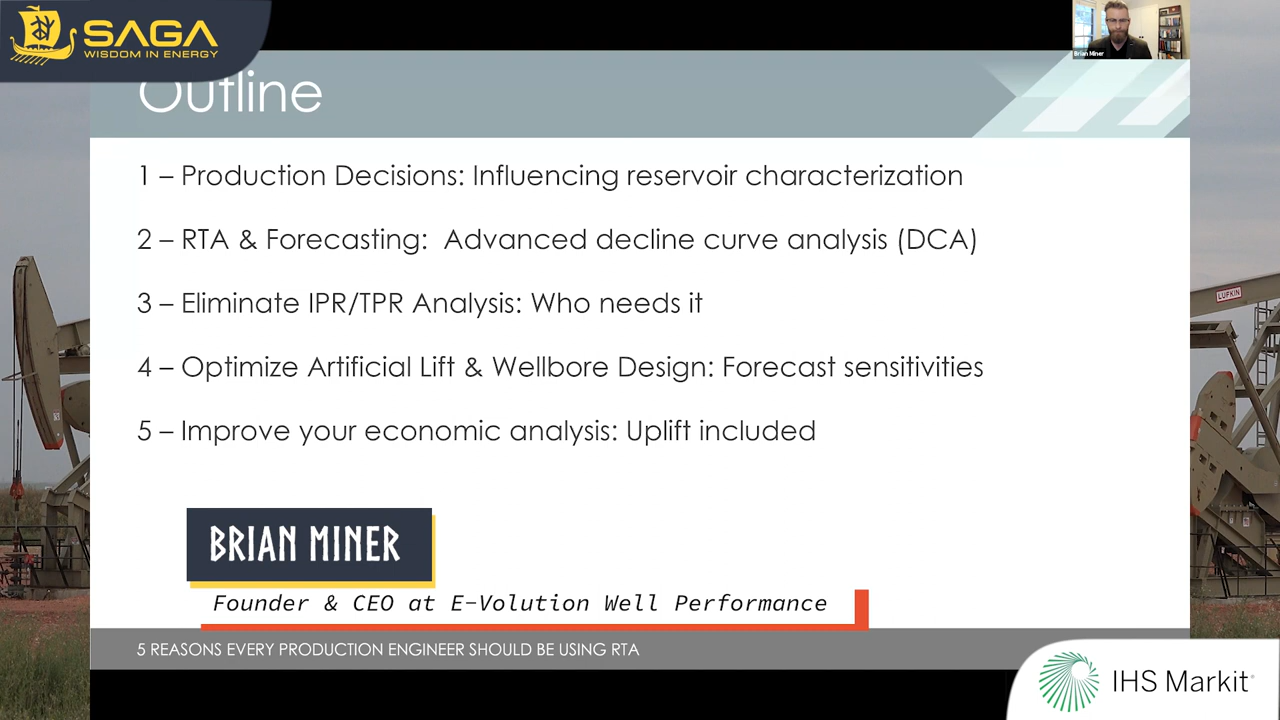 SAGA
WISDOM IN ENERGY
Brian Miner
Outline
1 – Production Decisions: Influencing reservoir characterization
2 – RTA & Forecasting:  Advanced decline curve analysis (DCA)
LUFKIN
3 – Eliminate IPR/TPR Analysis: Who needs it
4 – Optimize Artificial Lift & Wellbore Design: Forecast sensitivities
5 – Improve your economic analysis: Uplift included
BRIAN MINER
Founder & CEO at E-Volution Well Performance
5 REASONS EVERY PRODUCTION ENGINEER SHOULD BE USING RTA
IHS Markit